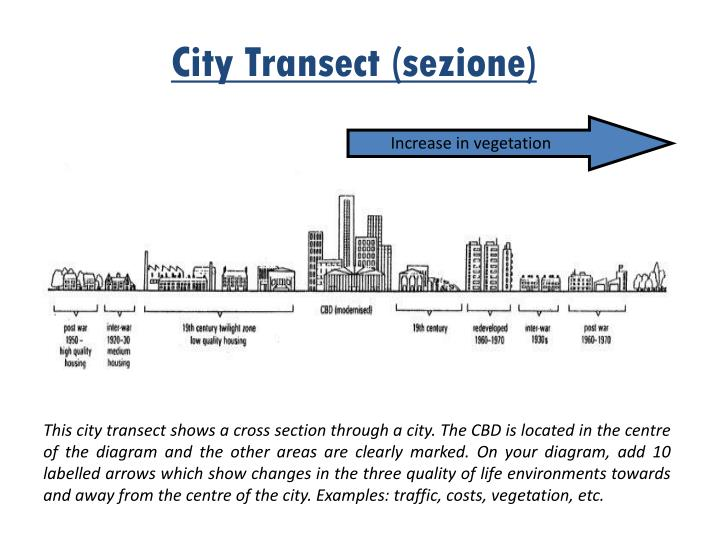 City Transect (sezione)
Increase in vegetation
CBD (modernised)
post war
1950 -
high quality
housing
inter-war
1920-30
medium
housing
19th century twilight zone
low quality housing
19th century
redeveloped
1960-1970
inter-war
1930s
post war
1960-1970
This city transect shows a cross section through a city. The CBD is located in the centre
of the diagram and the other areas are clearly marked. On your diagram, add 10
labelled arrows which show changes in the three quality of life environments towards
and away from the centre of the city. Examples: traffic, costs, vegetation, etc.